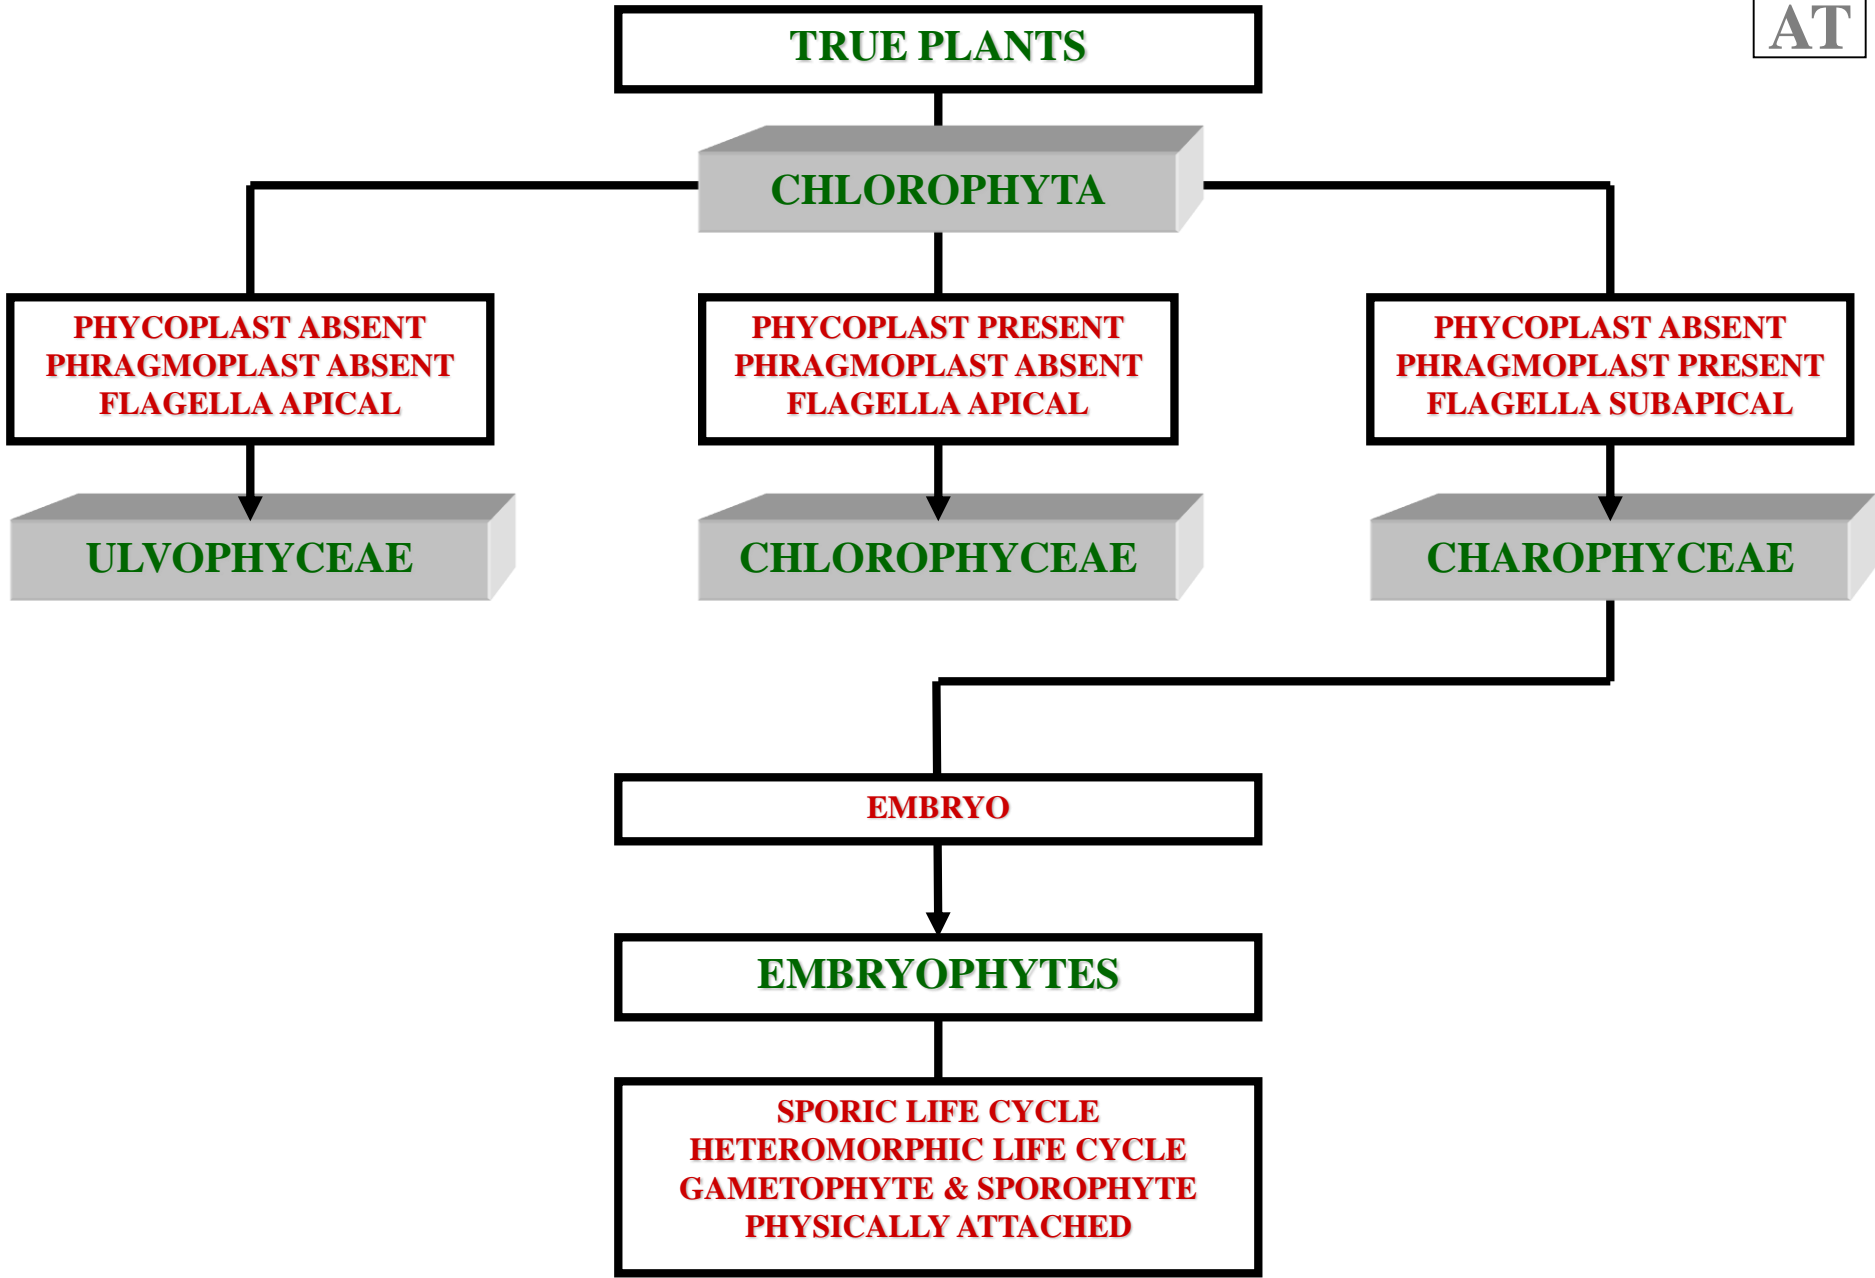 AT
TRUE PLANTS
CHLOROPHYTA
PHYCOPLAST ABSENT
PHRAGMOPLAST ABSENT
FLAGELLA APICAL
PHYCOPLAST PRESENT
PHRAGMOPLAST ABSENT
FLAGELLA APICAL
PHYCOPLAST ABSENT
PHRAGMOPLAST PRESENT
FLAGELLA SUBAPICAL
ULVOPHYCEAE
CHLOROPHYCEAE
CHAROPHYCEAE
EMBRYO
EMBRYOPHYTES
SPORIC LIFE CYCLE
HETEROMORPHIC LIFE CYCLE
GAMETOPHYTE & SPOROPHYTE
PHYSICALLY ATTACHED